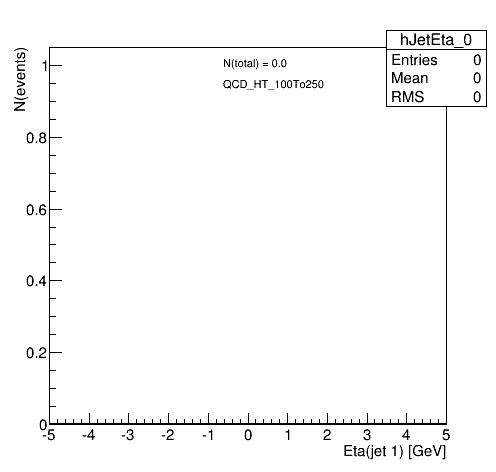 hJetEta_0
Entries 0
Mean 0
RMS 0
N(total) = 0.0
QCD_HT_100To250
N(events)
1
0.8
0.6
0.4
0.2
0
-5 -4 -3 -2 -1 0 1 2 3 4 5
Eta(jet 1) [GeV]